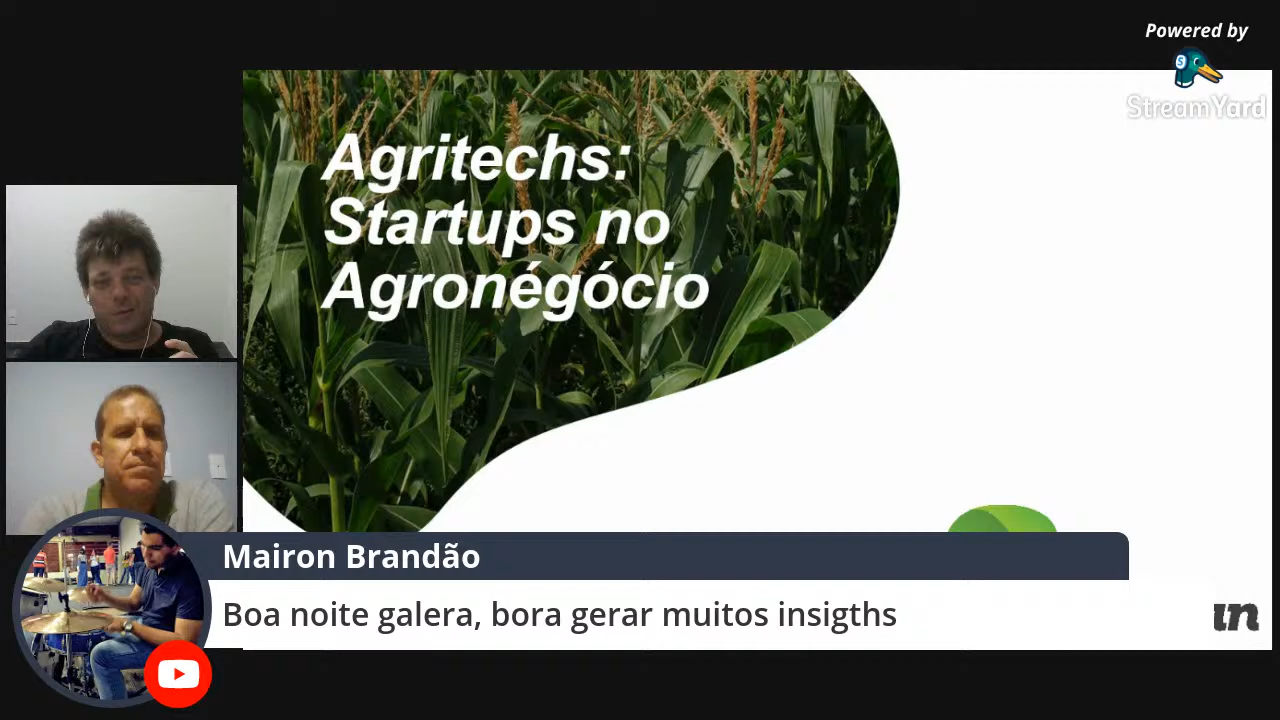 Powered by
StreamYard
Agritechs:
Startups no
Agronégócio
Mairon Brandão
Boa noite galera, bora gerar muitos insigths
in